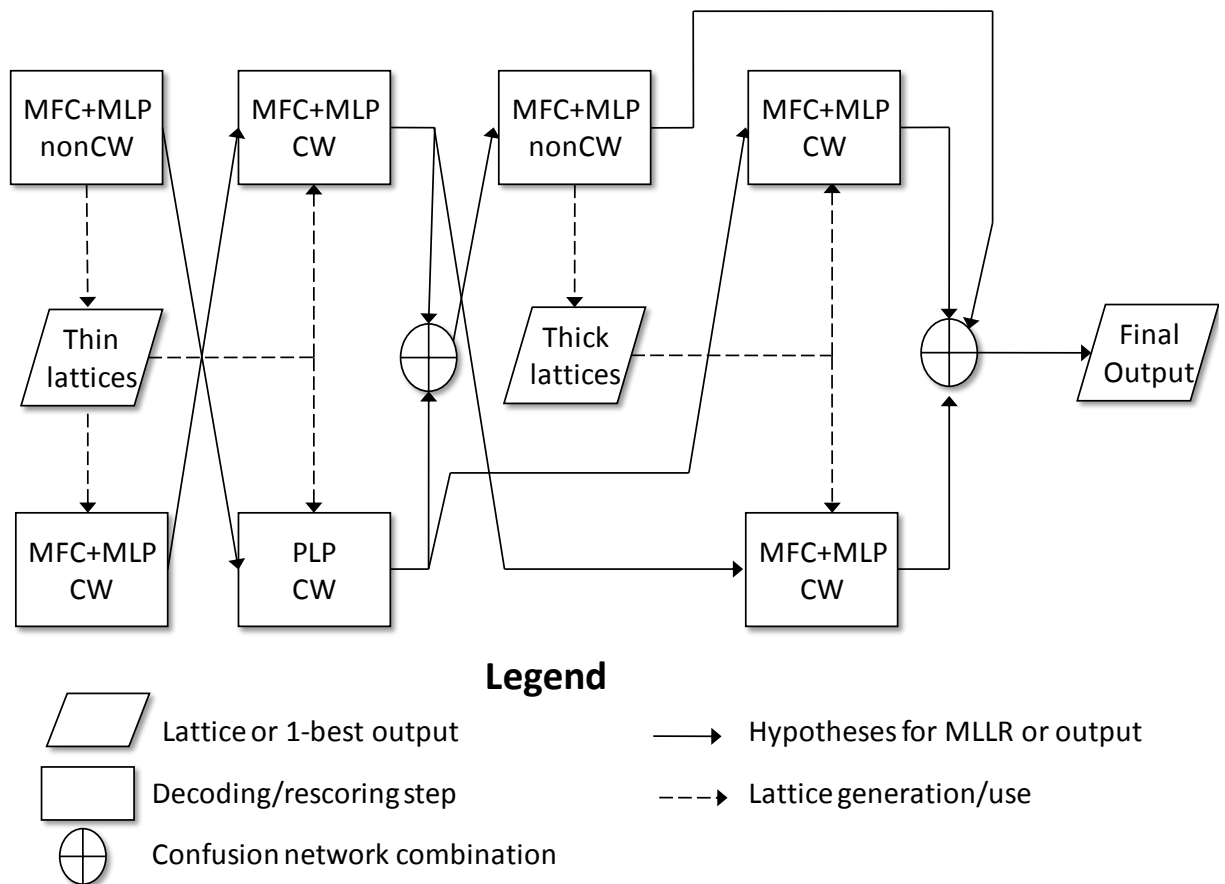 MFC+MLP
nonCW
MFC+MLP
CW
MFC+MLP
nonCW
MFC+MLP
CW
Thin
lattices
Thick
lattices
Final
Output
MFC+MLP
CW
PLP
CW
MFC+MLP
CW
Legend
Lattice or 1-best output
Hypotheses for MLLR or output
Decoding/rescoring step
Lattice generation/use
Confusion network combination